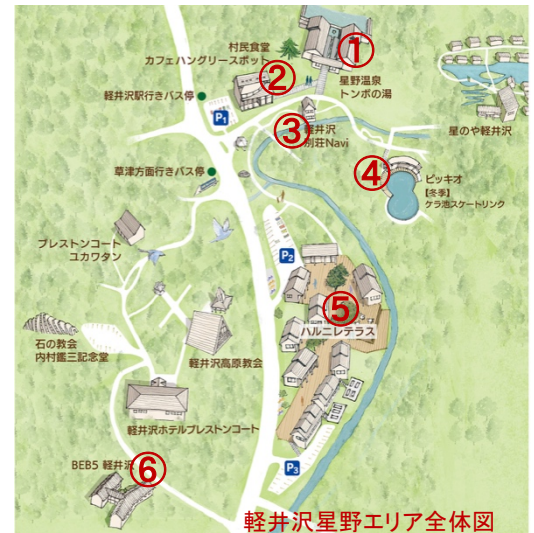 ①
村民食堂
カフェハングリースポット
②
星野温泉
トンボの湯
軽井沢駅行きバス停
P1
③
軽井沢
別荘Navi
星のや軽井沢
草津方面行きバス停
④
ピッキオ
【冬季】
ケラ池スケートリンク
ブレストンコート
ユカワタン
P2
⑤
ハルニレテラス
石の教会
内村鑑三記念堂
軽井沢高原教会
軽井沢ホテルブレストンコート
BEB5 軽井沢
⑥
P3
軽井沢星野エリア全体図